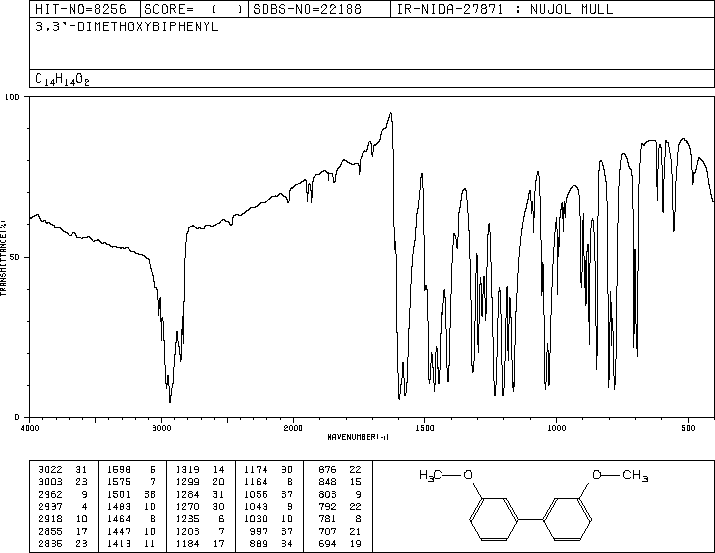 HIT-NO=8256 SCORE= ( ) SDBS-NO=22188 IR-NIDA-27871 : NUJOL MULL
3,3'-DIMETHOXYBIPHENYL
C14H14O2
100
50
0
TRANSMITTANCE(%)
4000 3000 2000 1500 1000 500
WAVENUMBER(-1)
3022 31 1598 6 1319 14 1174 30 876 22
3003 23 1575 7 1299 20 1164 8 848 15
2962 9 1501 38 1284 31 1056 37 803 9
2937 4 1483 10 1270 30 1043 9 792 22
2918 10 1464 8 1235 6 1030 10 781 8
2855 17 1447 10 1203 7 997 37 707 21
2836 23 1413 11 1184 17 889 34 694 19
H3C O O CH3